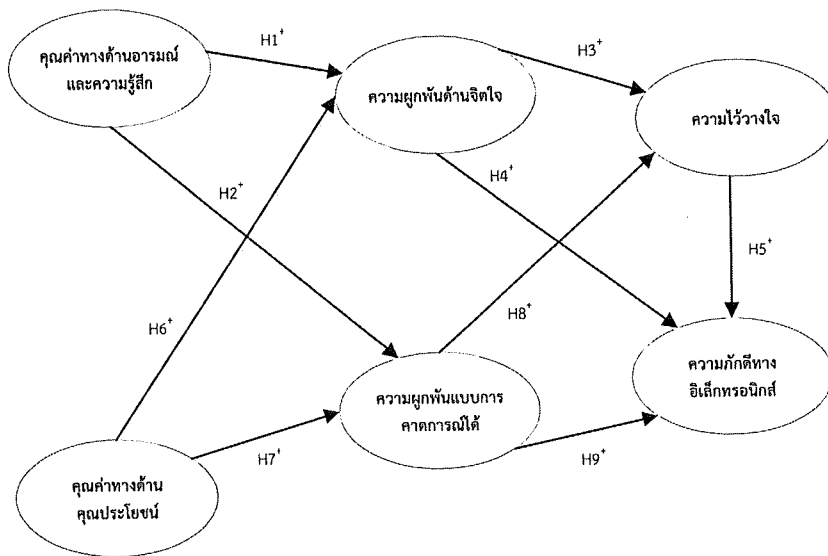 คุณค่าทางด้านอารมณ์
และความรู้สึก
H1+
ความผูกพันด้านจิตใจ
H3+
ความไว้วางใจ
H2+
H4+
H5+
H6+
H8+
ความผูกพันแบบการ
คาดการณ์ได้
ความภักดีทาง
อิเล็กทรอนิกส์
H7+
H9+
คุณค่าทางด้าน
คุณประโยชน์